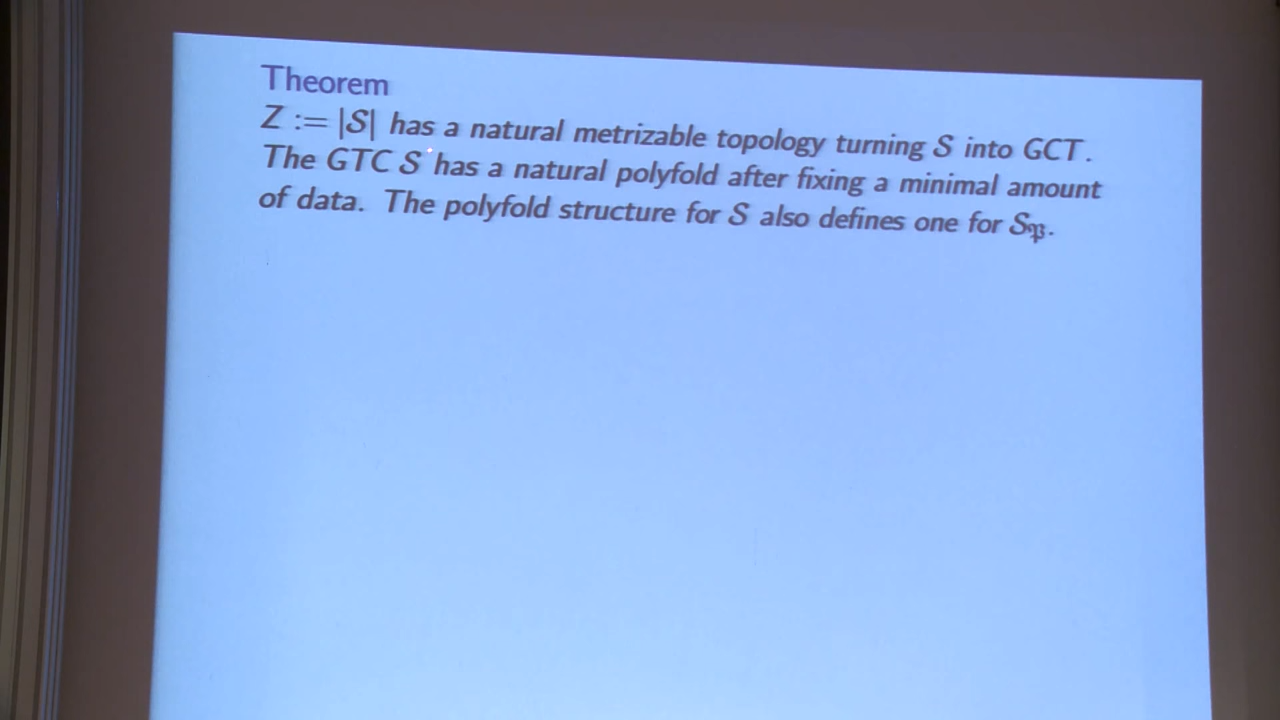 Theorem
Z := |S| has a natural metrizable topology turning S into GCT.
The GTC S has a natural polyfold after fixing a minimal amount
of data. The polyfold structure for S also defines one for S_𝔓.